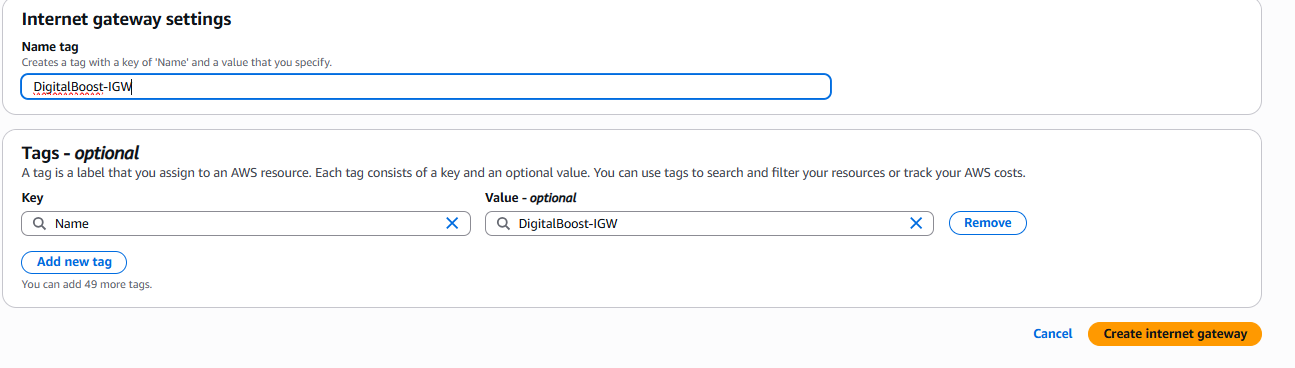 Internet gateway settings
Name tag
Creates a tag with a key of 'Name' and a value that you specify.
DigitalBoost-IGW
Tags - optional
A tag is a label that you assign to an AWS resource. Each tag consists of a key and an optional value. You can use tags to search and filter your resources or track your AWS costs.
Key
Value - optional
Name
DigitalBoost-IGW
Remove
Add new tag
You can add 49 more tags.
Cancel
Create internet gateway